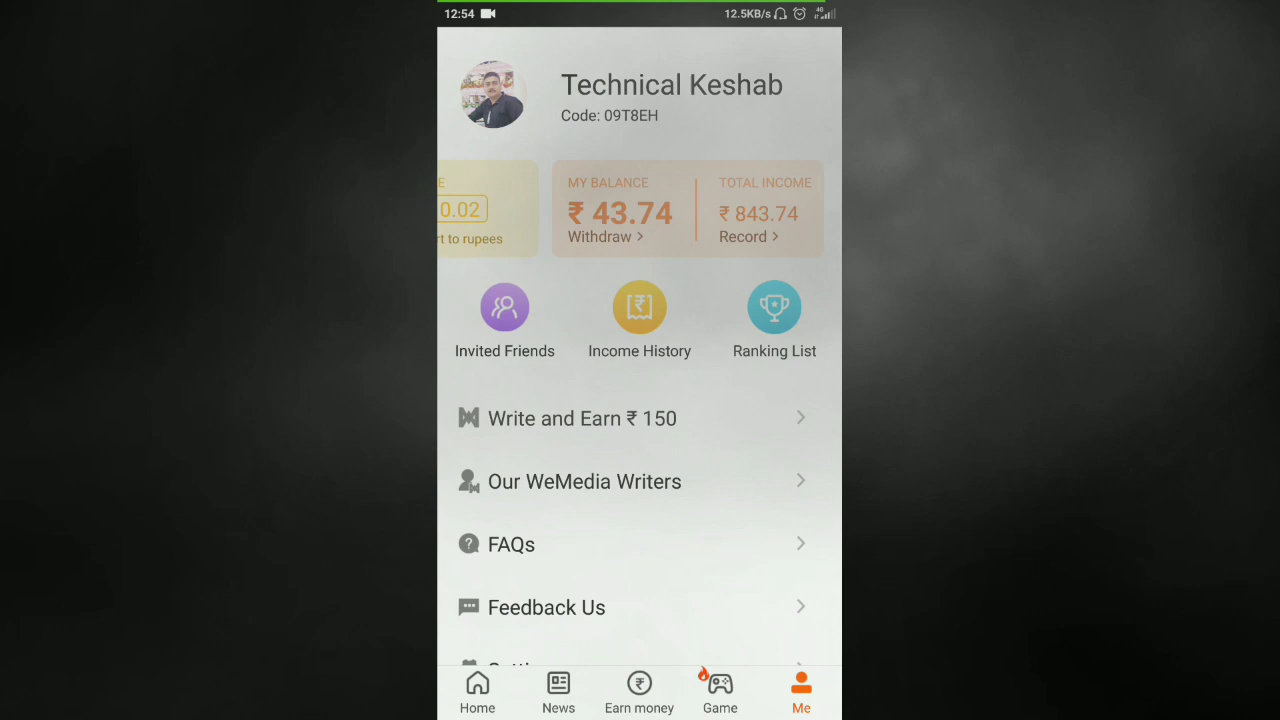 12:54
12.5KB/s
4G
Technical Keshab
Code: 09T8EH
E
0.02
rt to rupees
MY BALANCE
₹ 43.74
Withdraw >
TOTAL INCOME
₹ 843.74
Record >
Invited Friends
Income History
Ranking List
Write and Earn ₹ 150
Our WeMedia Writers
FAQs
Feedback Us
Home
News
Earn money
Game
Me